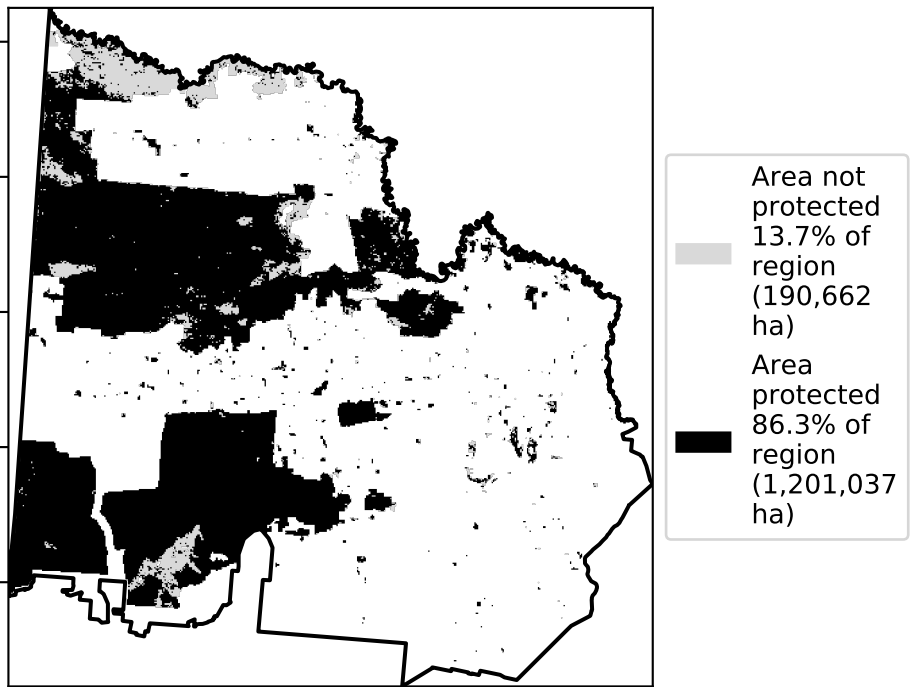 Area not
protected
13.7% of
region
(190,662
ha)
Area
protected
86.3% of
region
(1,201,037
ha)